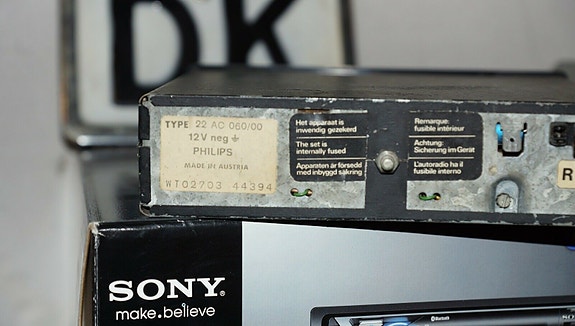 DK
TYPE 22 AC 060/00
12 V neg ⏚
PHILIPS
MADE IN AUSTRIA
WT02703 44394
Het apparaat is
inwendig gezekerd
The set is
internally fused
Apparaten är försedd
med inbyggd säkring
Remarque:
fusible intérieur
Achtung:
Sicherung im Gerät
L'autoradio ha il
fusibile interno
R
SONY®
make.believe
Bluetooth